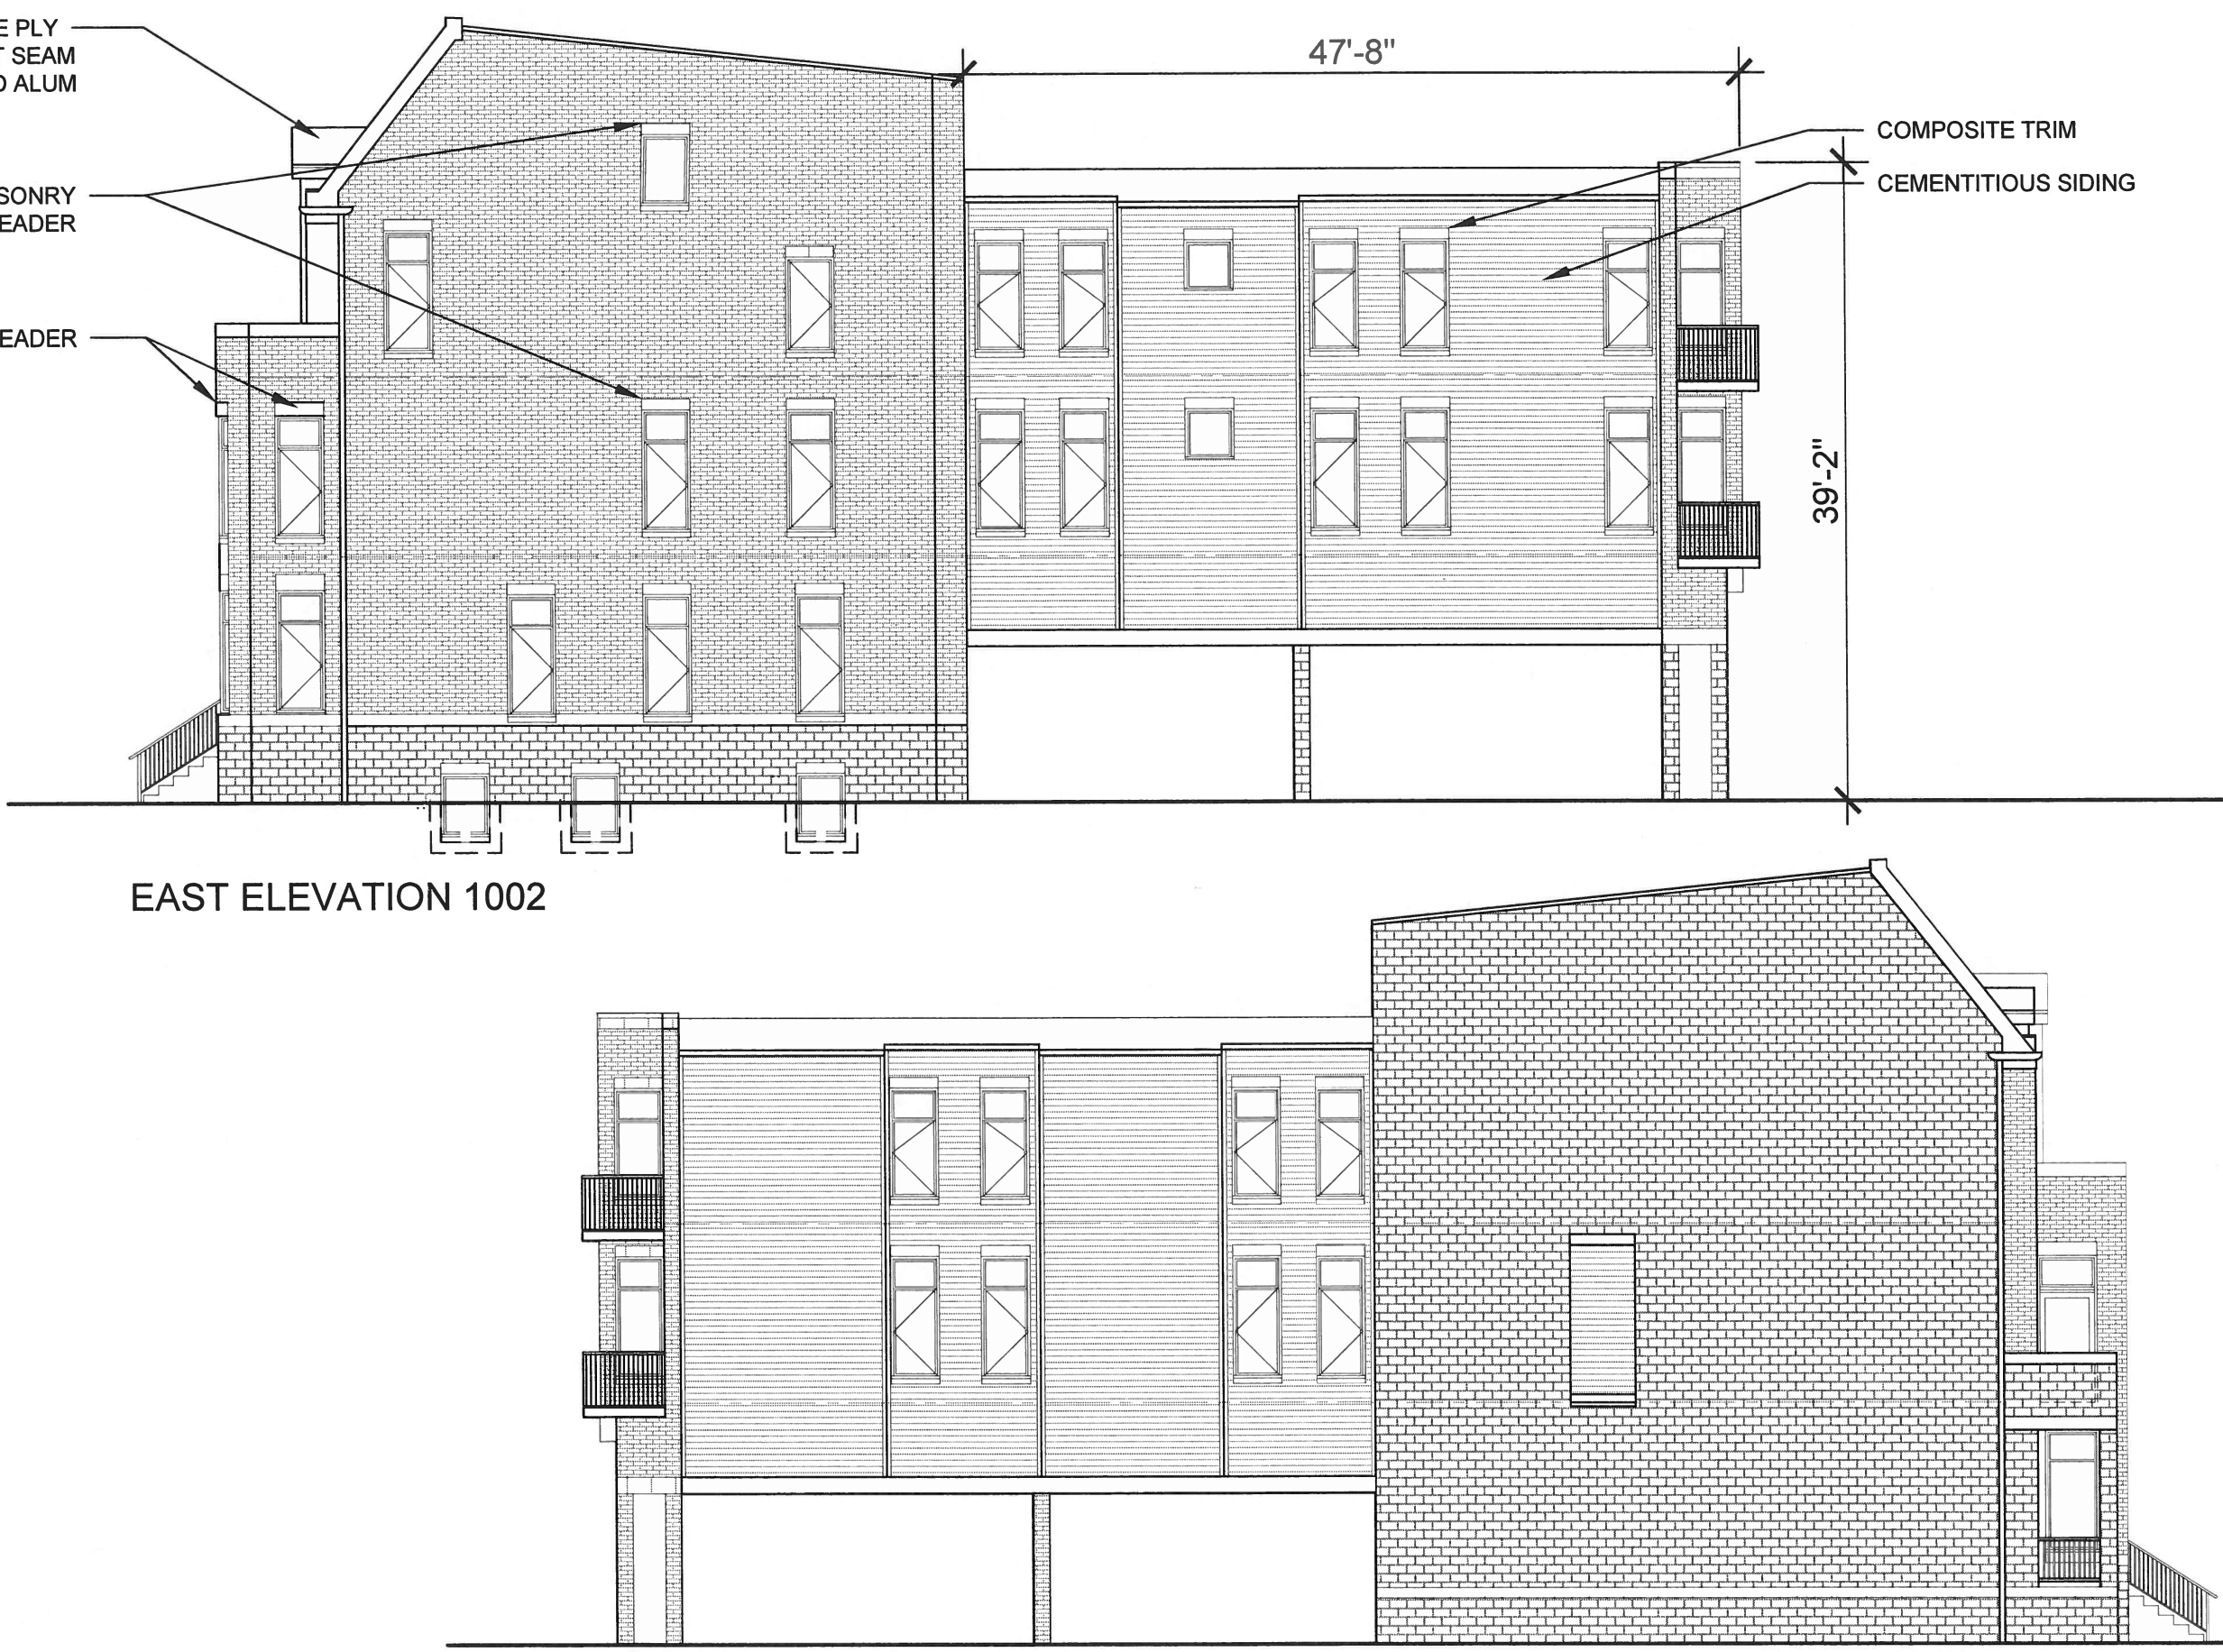 E PLY
T SEAM
D ALUM
47'-8"
COMPOSITE TRIM
CEMENTITIOUS SIDING
SONRY
EADER
EADER
39'-2"
EAST ELEVATION 1002